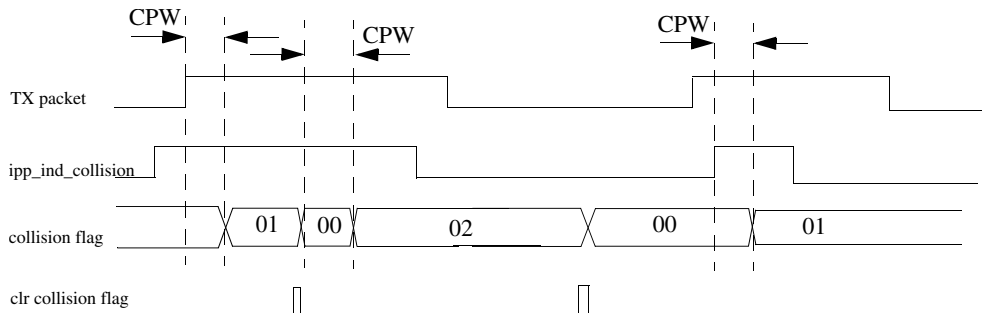 CPW
CPW
CPW
TX packet
ipp_ind_collision
collision flag
01
00
02
00
01
clr collision flag